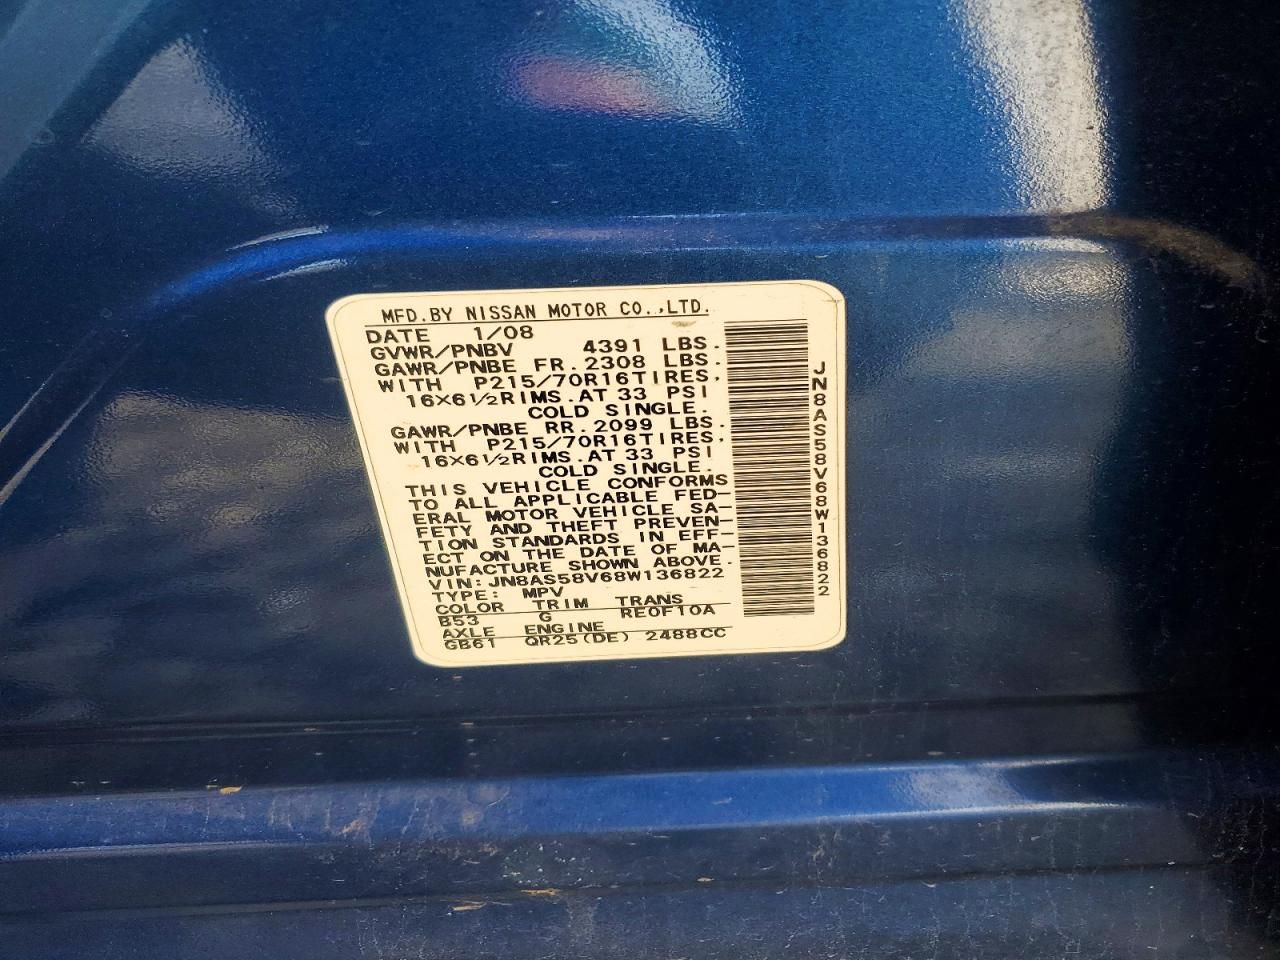 MFD.BY NISSAN MOTOR CO.,LTD.
DATE 1/08
GVWR/PNBV 4391 LBS.
GAWR/PNBE FR. 2308 LBS.
WITH P215/70R16TIRES,
16X6½RIMS.AT 33 PSI
COLD SINGLE.
GAWR/PNBE RR. 2099 LBS.
WITH P215/70R16TIRES,
16X6½RIMS.AT 33 PSI
COLD SINGLE.
THIS VEHICLE CONFORMS
TO ALL APPLICABLE FED-
ERAL MOTOR VEHICLE SA-
FETY AND THEFT PREVEN-
TION STANDARDS IN EFF-
ECT ON THE DATE OF MA-
NUFACTURE SHOWN ABOVE.
VIN:JN8AS58V68W136822
TYPE: MPV
COLOR TRIM TRANS
B53 G RE0F10A
AXLE ENGINE
GB61 QR25(DE) 2488CC
JN8AS58V68W136822